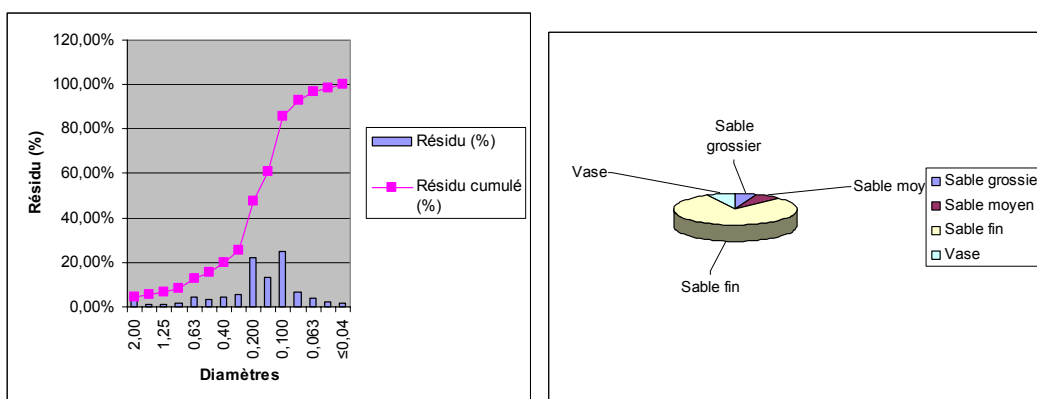 120,00%
100,00%
80,00%
60,00%
40,00%
20,00%
0,00%
Résidu (%)
2,00
1,25
0,63
0,40
0,200
0,100
0,063
≤0,04
Diamètres
Résidu (%)
Résidu cumulé
(%)
Sable
grossier
Vase
Sable moy
Sable fin
Sable grossie
Sable moyen
Sable fin
Vase